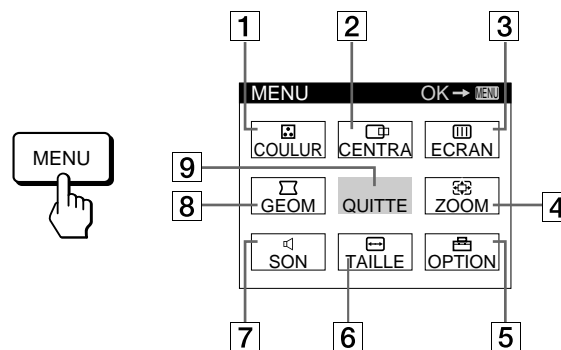 1 2 3
MENU OK → MENU
COULUR CENTRA ECRAN
MENU
9
8 GEOM QUITTE ZOOM 4
SON TAILLE OPTION
7 6 5